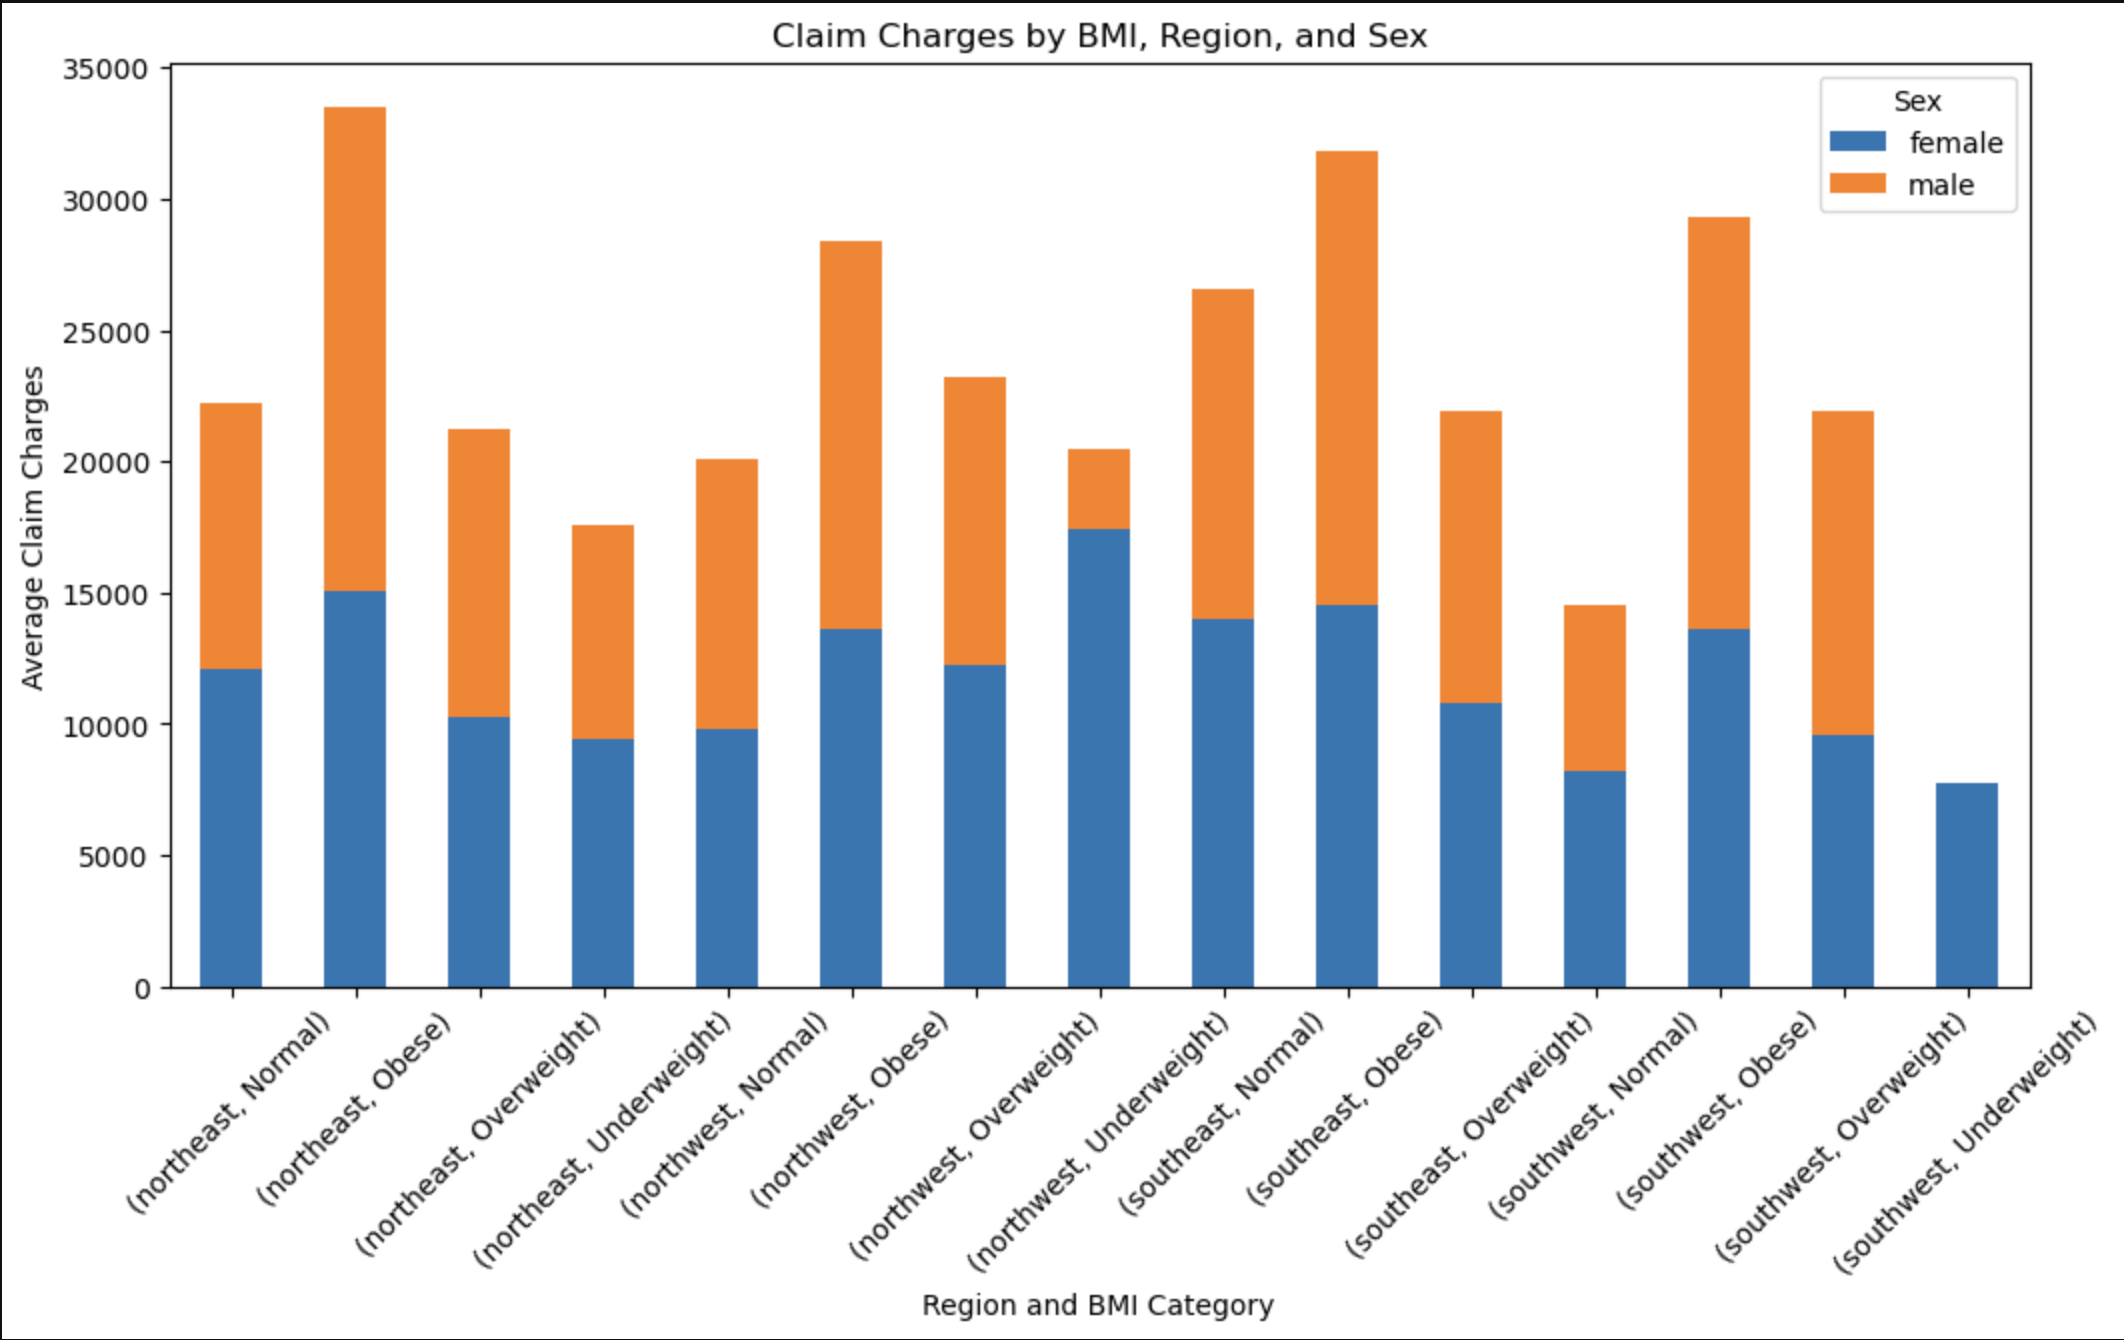 Claim Charges by BMI, Region, and Sex
35000
30000
25000
20000
15000
10000
5000
0
Average Claim Charges
Sex
female
male
(northeast, Normal)
(northeast, Obese)
(northeast, Overweight)
(northeast, Underweight)
(northwest, Normal)
(northwest, Obese)
(northwest, Overweight)
(northwest, Underweight)
(southeast, Normal)
(southeast, Obese)
(southeast, Overweight)
(southwest, Normal)
(southwest, Obese)
(southwest, Overweight)
(southwest, Underweight)
Region and BMI Category